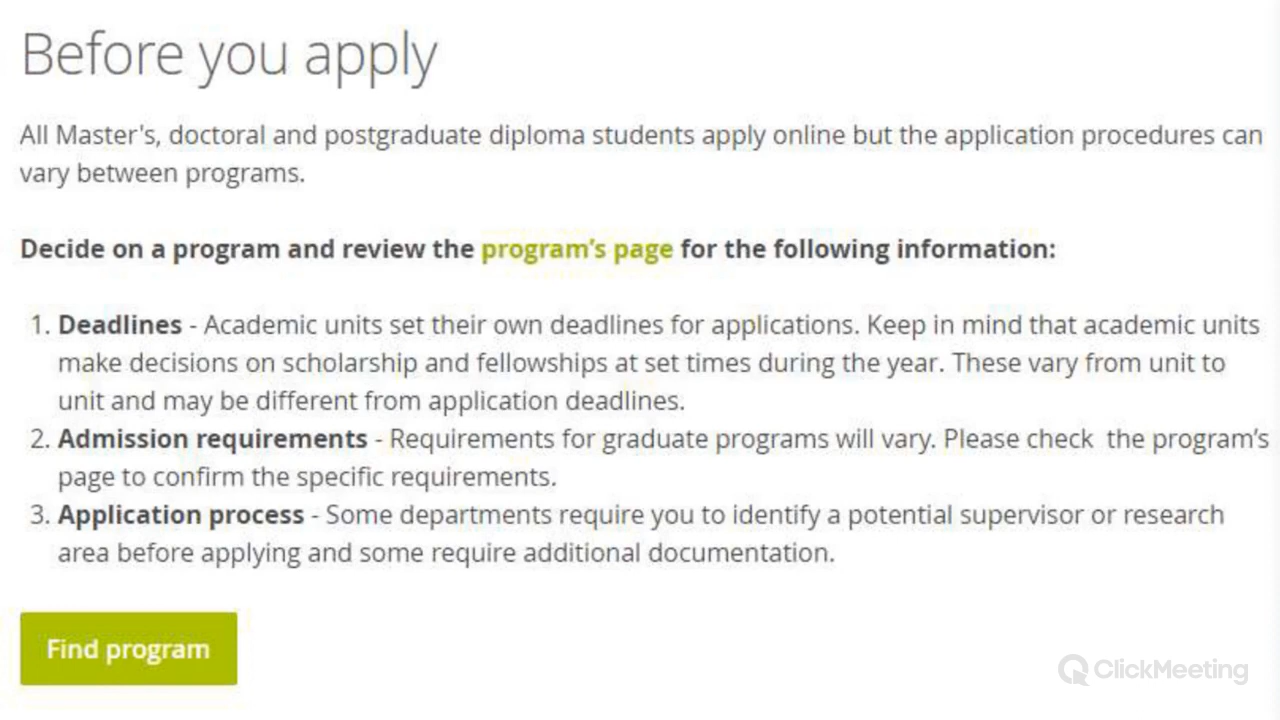 Before you apply
All Master's, doctoral and postgraduate diploma students apply online but the application procedures can
vary between programs.
Decide on a program and review the program's page for the following information:
1. Deadlines - Academic units set their own deadlines for applications. Keep in mind that academic units
make decisions on scholarship and fellowships at set times during the year. These vary from unit to
unit and may be different from application deadlines.
2. Admission requirements - Requirements for graduate programs will vary. Please check  the program's
page to confirm the specific requirements.
3. Application process - Some departments require you to identify a potential supervisor or research
area before applying and some require additional documentation.
Find program
ClickMeeting